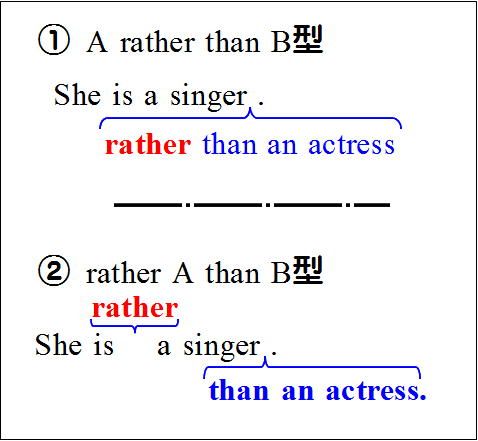 ① A rather than B型
She is a singer .
rather than an actress
② rather A than B型
rather
She is a singer .
than an actress.